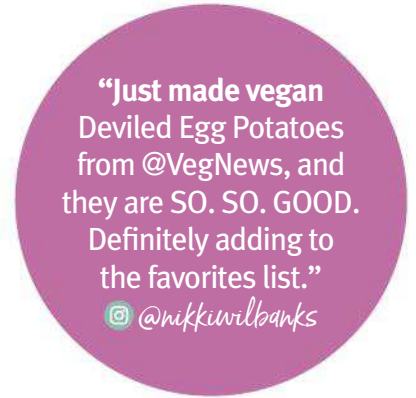 “Just made vegan
Deviled Egg Potatoes
from @VegNews, and
they are SO. SO. GOOD.
Definitely adding to
the favorites list.”
@nikkiwilbanks